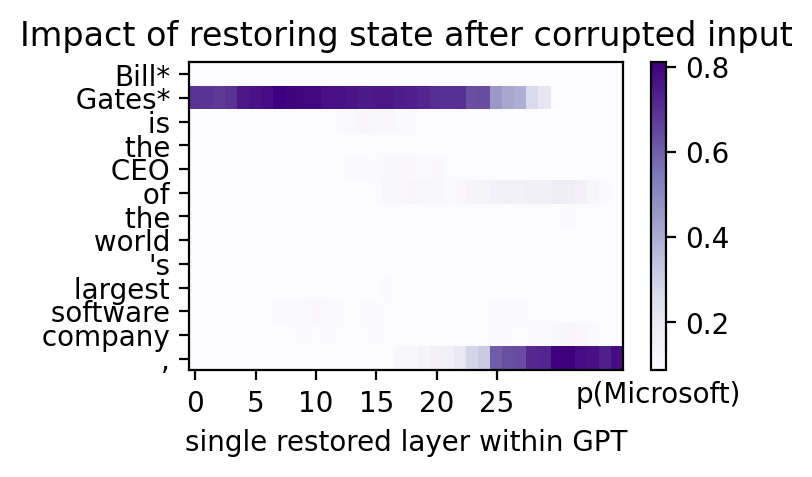 Impact of restoring state after corrupted input
Bill*
Gates*
is
the
CEO
of
the
world
's
largest
software
company
,
0 5 10 15 20 25
single restored layer within GPT
0.8
0.6
0.4
0.2
p(Microsoft)